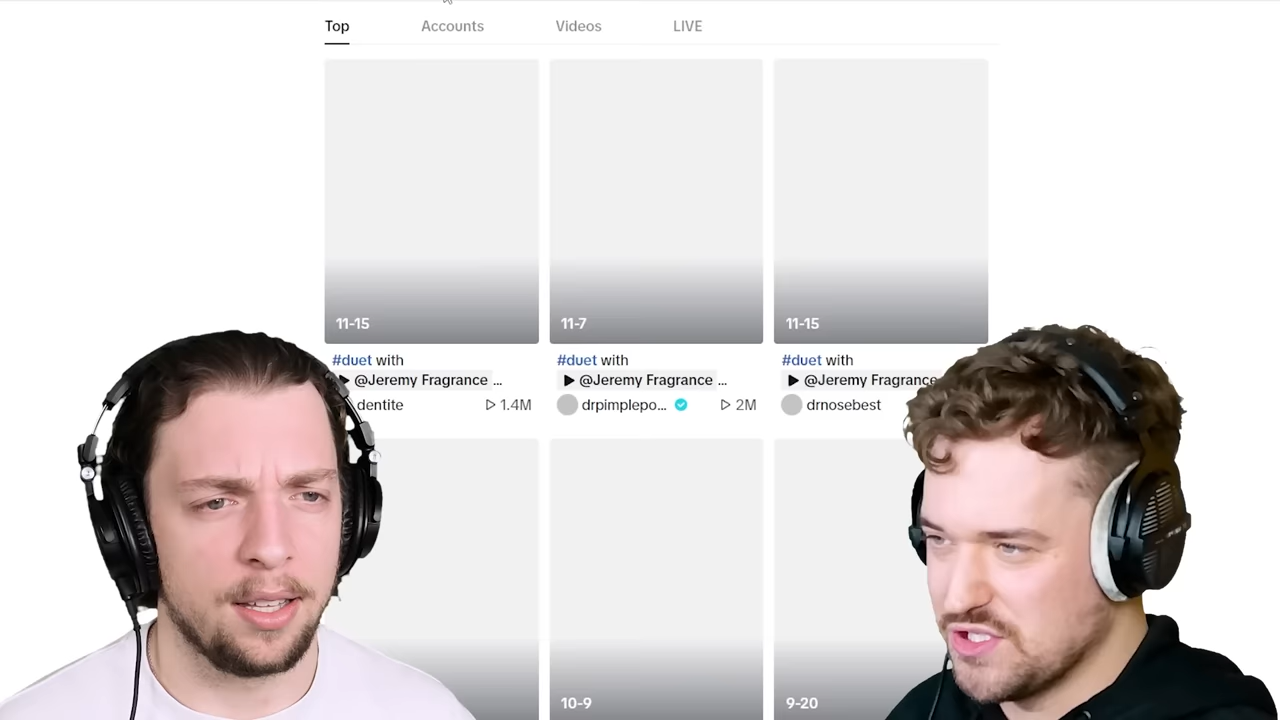 Top Accounts Videos LIVE
11-15 11-7 11-15
#duet with #duet with #duet with
@Jeremy Fragrance ... @Jeremy Fragrance ... @Jeremy Fragrance
dentite 1.4M drpimplepo... 2M drnosebest
10-9 9-20